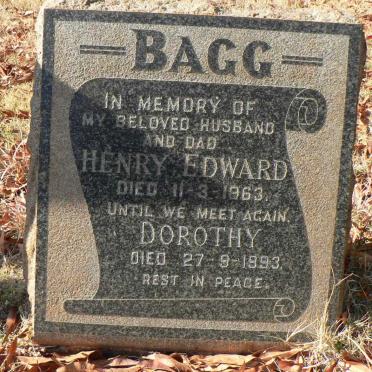 BAGG
IN MEMORY OF
MY BELOVED HUSBAND
AND DAD
HENRY EDWARD
DIED 11-3-1963.
UNTIL WE MEET AGAIN.
DOROTHY
DIED 27-9-1993.
REST IN PEACE.